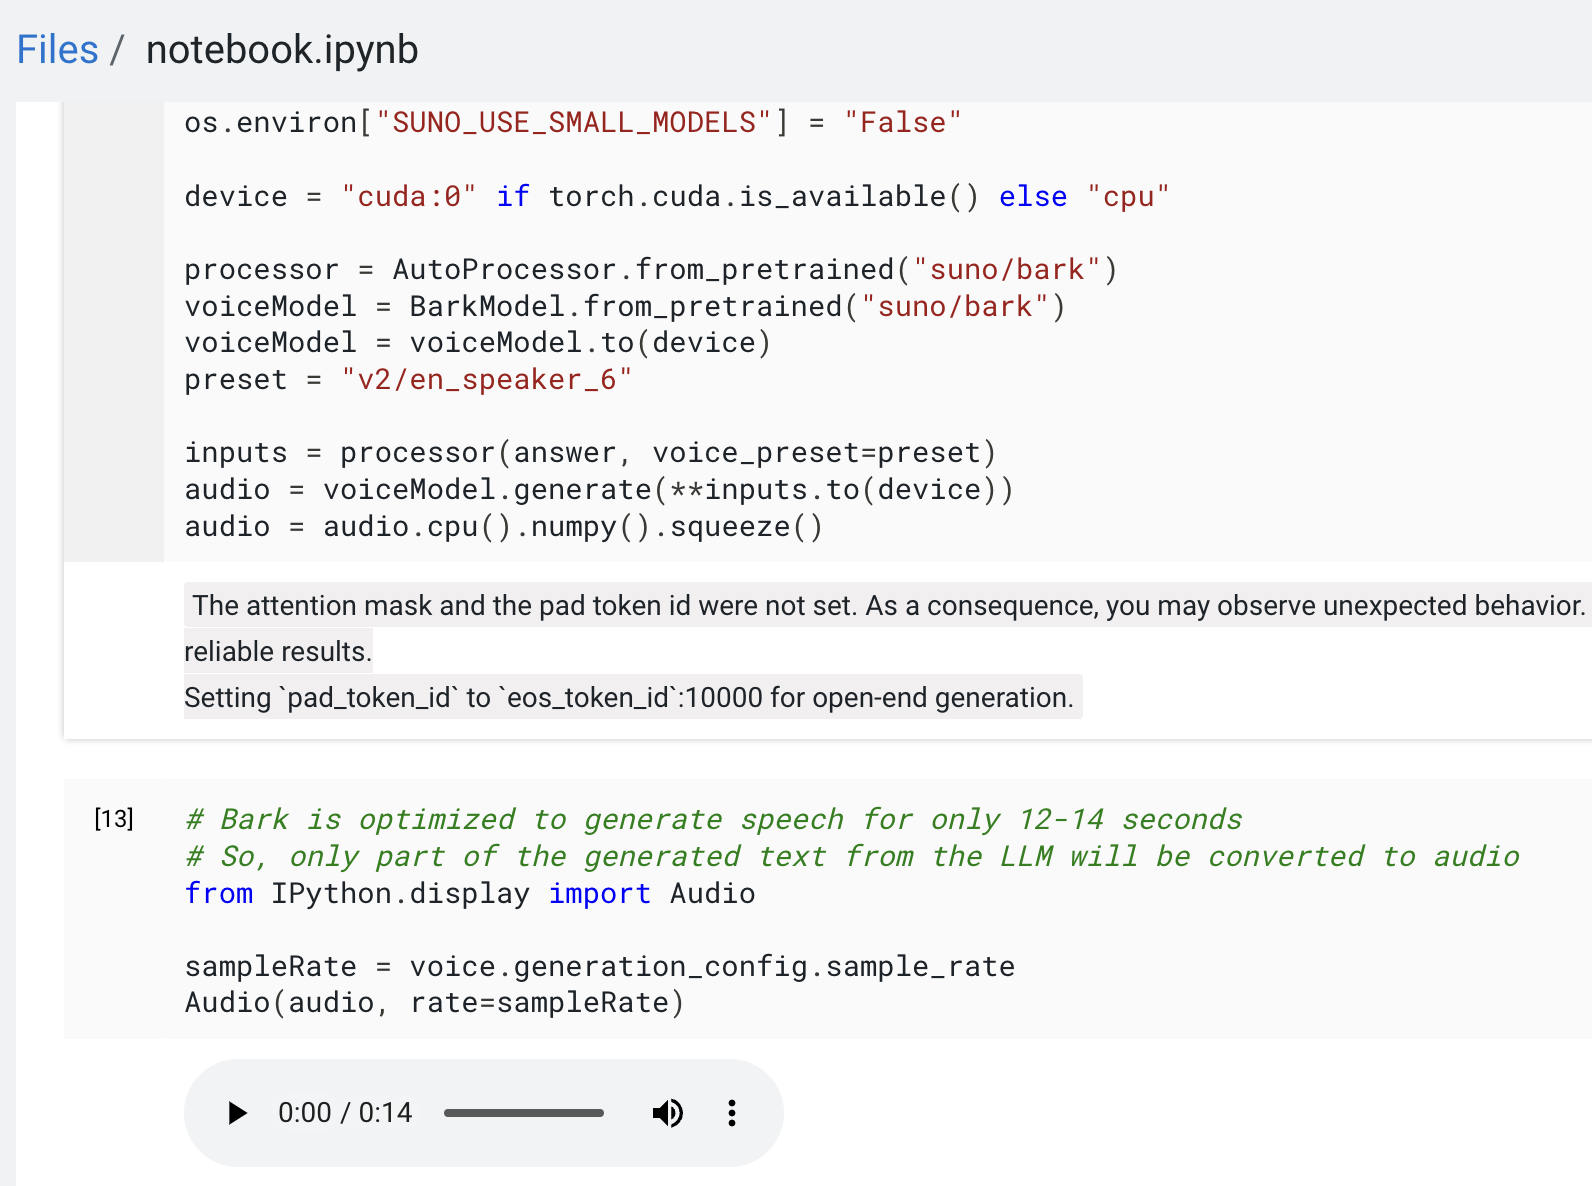 Files / notebook.ipynb
os.environ["SUNO_USE_SMALL_MODELS"] = "False"
device = "cuda:0" if torch.cuda.is_available() else "cpu"
processor = AutoProcessor.from_pretrained("suno/bark")
voiceModel = BarkModel.from_pretrained("suno/bark")
voiceModel = voiceModel.to(device)
preset = "v2/en_speaker_6"
inputs = processor(answer, voice_preset=preset)
audio = voiceModel.generate(**inputs.to(device))
audio = audio.cpu().numpy().squeeze()
The attention mask and the pad token id were not set. As a consequence, you may observe unexpected behavior.
reliable results.
Setting `pad_token_id` to `eos_token_id`:10000 for open-end generation.
[13]
# Bark is optimized to generate speech for only 12-14 seconds
# So, only part of the generated text from the LLM will be converted to audio
from IPython.display import Audio
sampleRate = voice.generation_config.sample_rate
Audio(audio, rate=sampleRate)
0:00 / 0:14